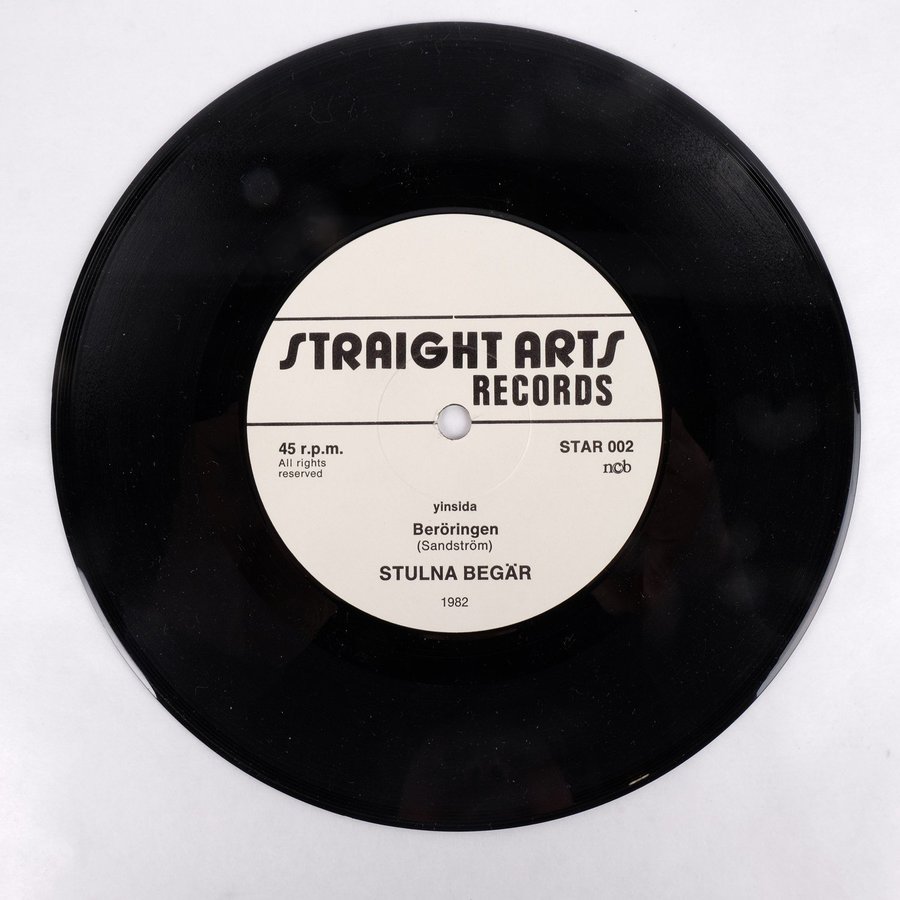 STRAIGHT ARTS
RECORDS
45 r.p.m.
All rights
reserved
STAR 002
ncb
yinsida
Beröringen
(Sandström)
STULNA BEGÄR
1982